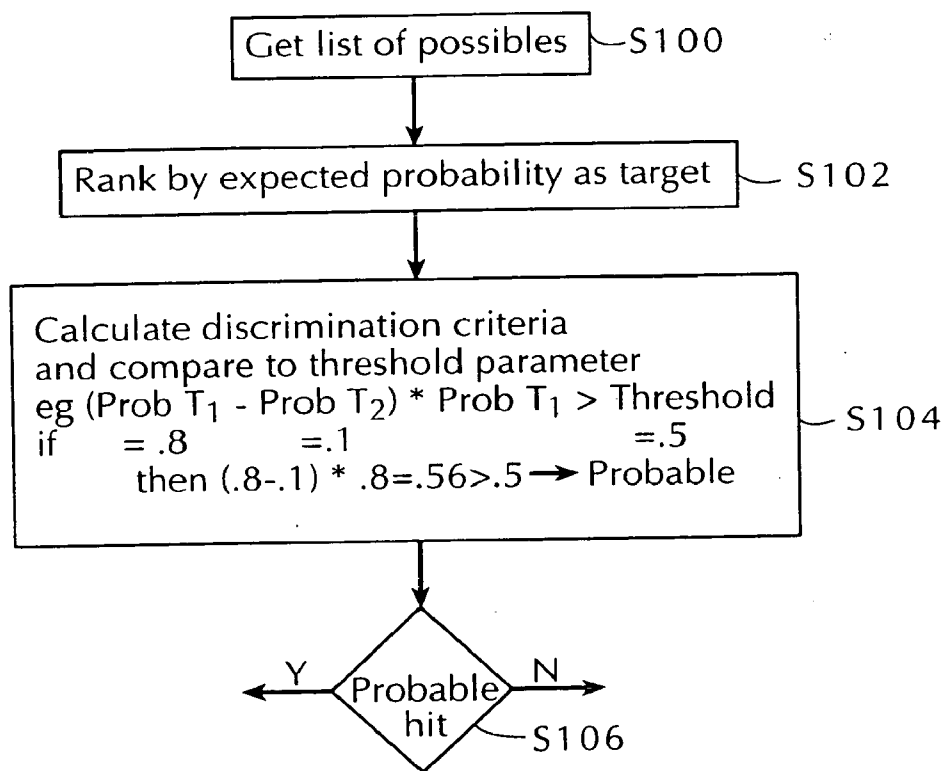 Get list of possibles
S100
Rank by expected probability as target
S102
Calculate discrimination criteria
and compare to threshold parameter
eg (Prob T1 - Prob T2) * Prob T1 > Threshold
if = .8 =.1 =.5
then (.8-.1) * .8=.56>.5→ Probable
S104
Y
N
Probable
hit
S106